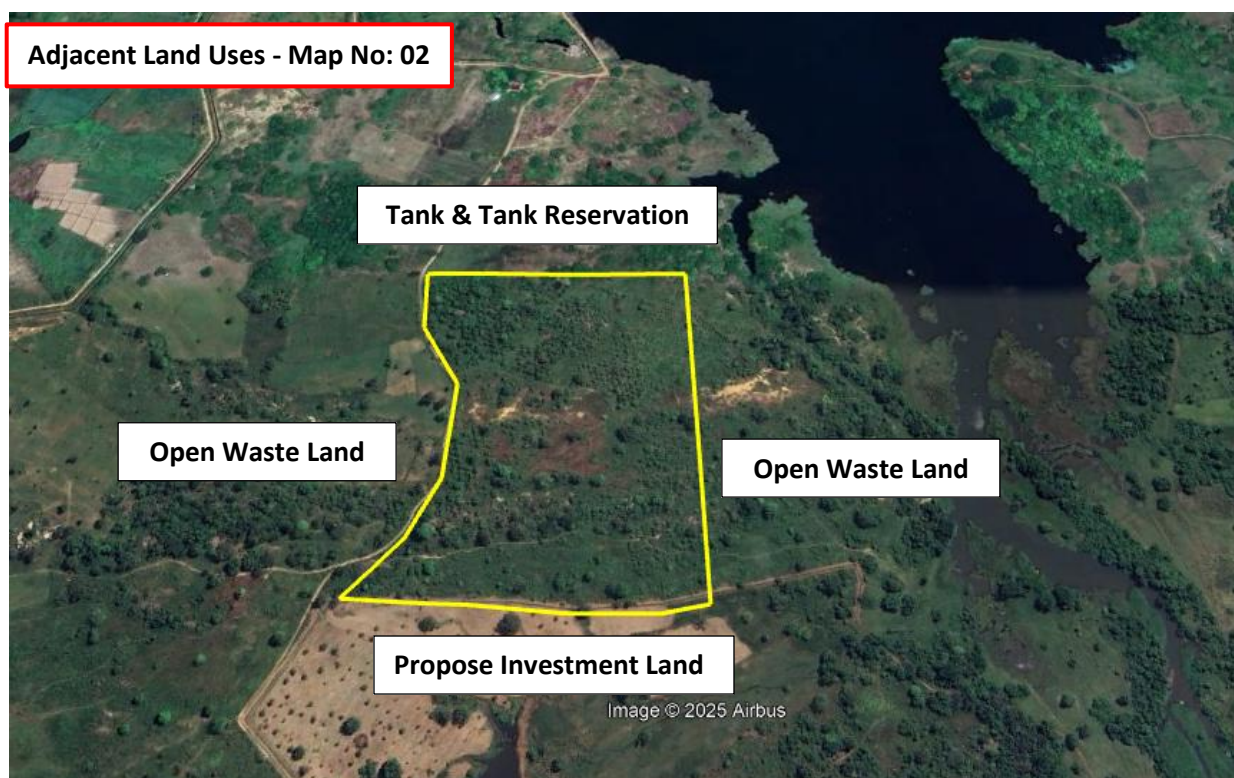 Adjacent Land Uses - Map No: 02
Tank & Tank Reservation
Open Waste Land
Open Waste Land
Propose Investment Land
Image © 2025 Airbus